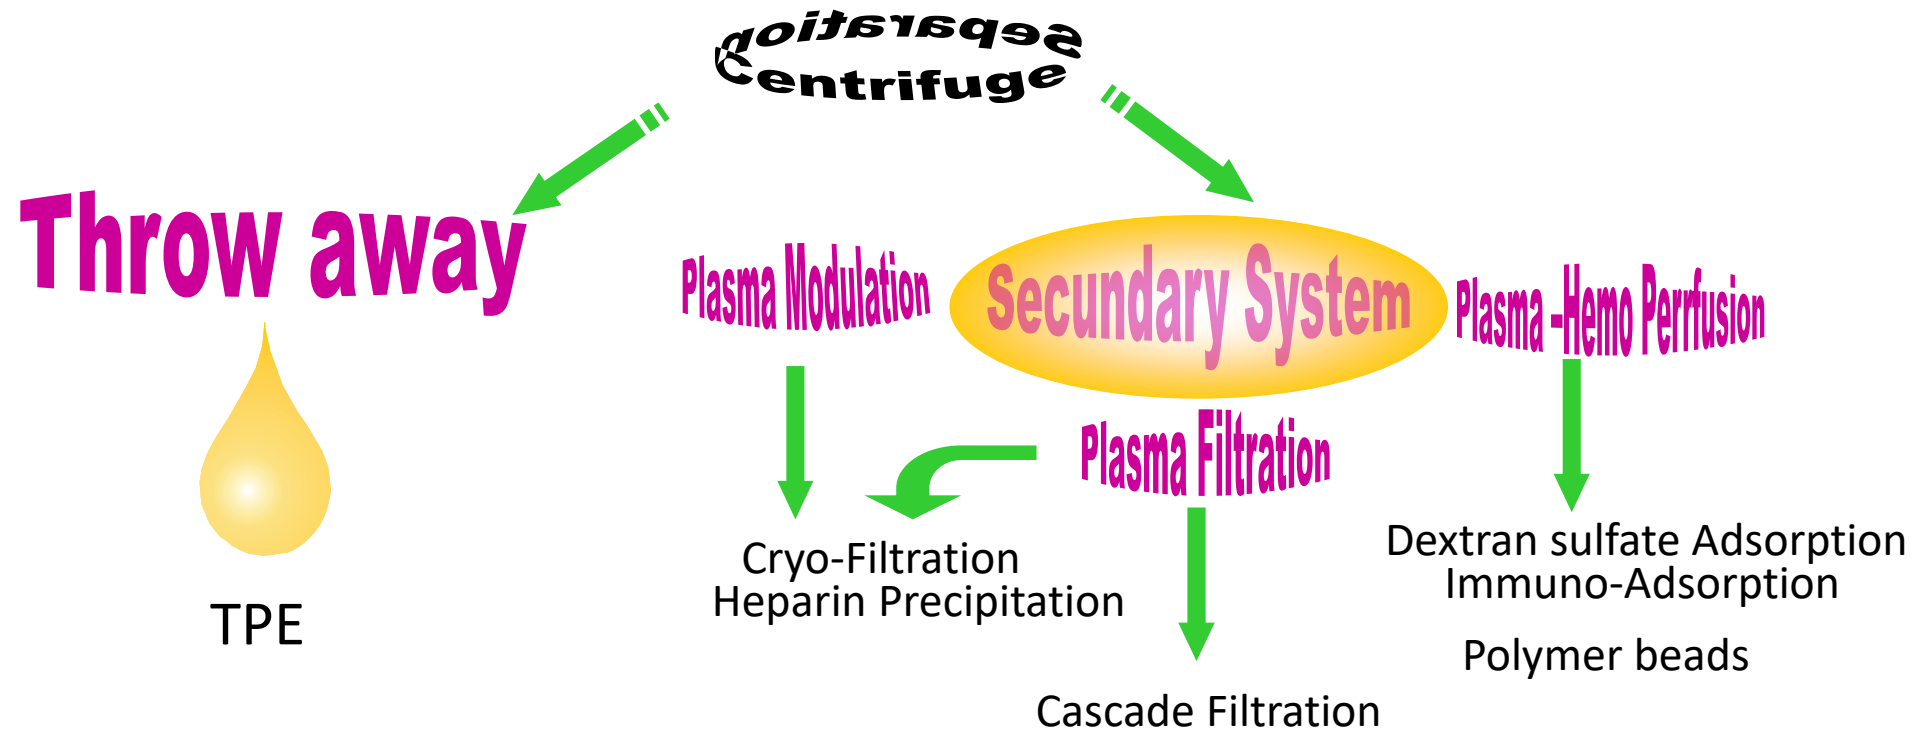 Separation
Centrifuge
Throw away
Plasma Modulation
Secundary System
Plasma -Hemo Perrfusion
Plasma Filtration
Cryo-Filtration
Heparin Precipitation
Dextran sulfate Adsorption
Immuno-Adsorption
Polymer beads
TPE
Cascade Filtration